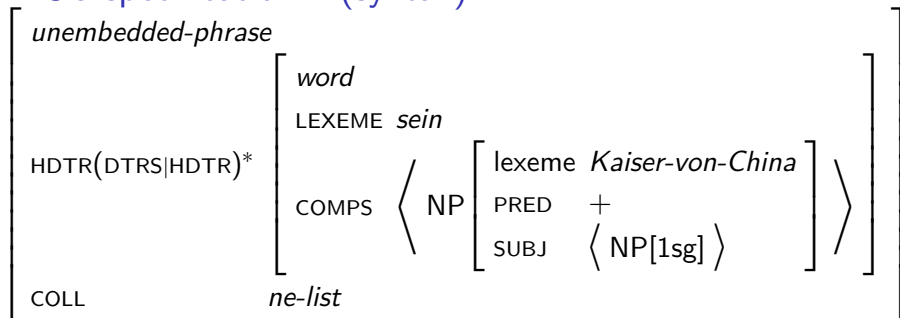 unembedded-phrase
word
LEXEME sein
HDTR(DTRS|HDTR)* COMPS ⟨ NP [ lexeme Kaiser-von-China
PRED +
SUBJ ⟨ NP[1sg] ⟩ ] ⟩
COLL ne-list